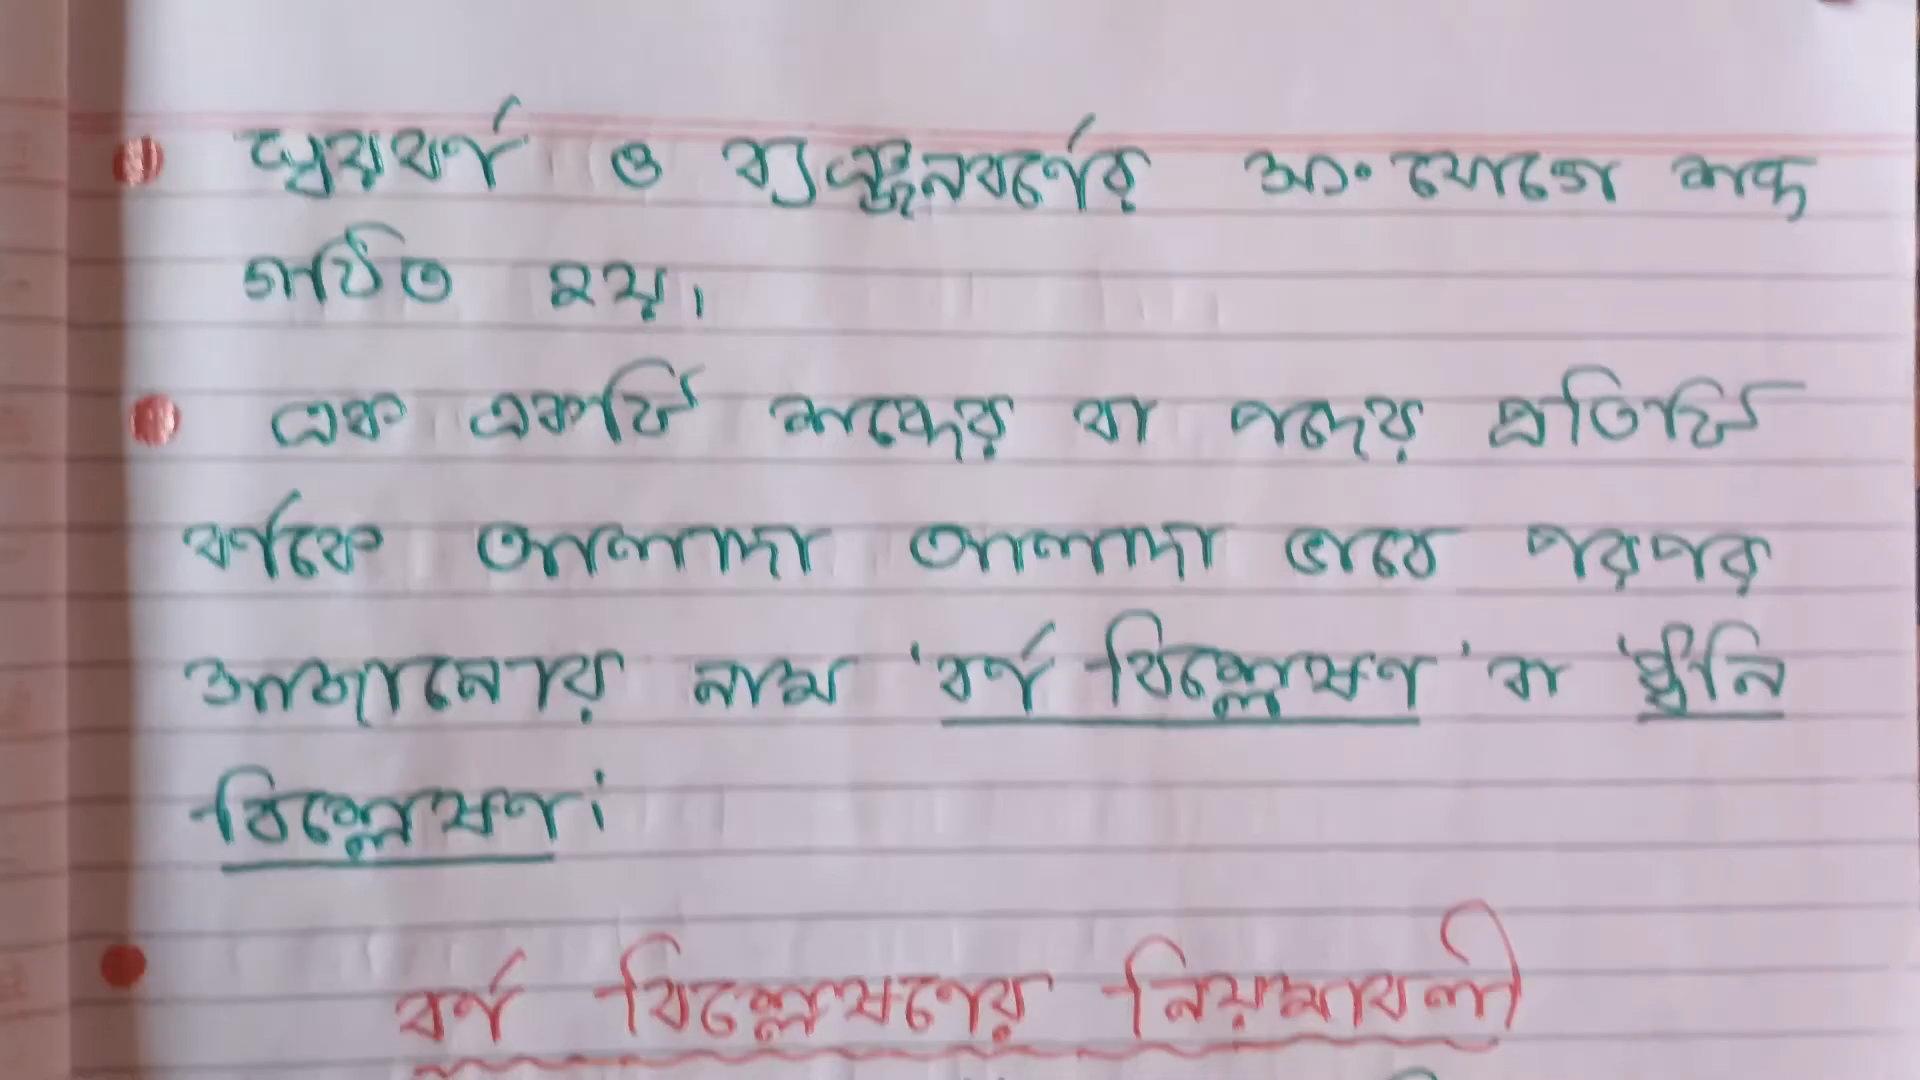 স্বরবর্ণ ও ব্যঞ্জনবর্ণের সংযোগে শব্দ
গঠিত হয়।
এক একটি শব্দের বা পদের প্রতিটি
বর্ণকে আলাদা আলাদা ভাবে পরপর
সাজানোর নাম 'বর্ণ বিশ্লেষণ' বা 'ধ্বনি
বিশ্লেষণ।
বর্ণ বিশ্লেষণের নিয়মাবলী